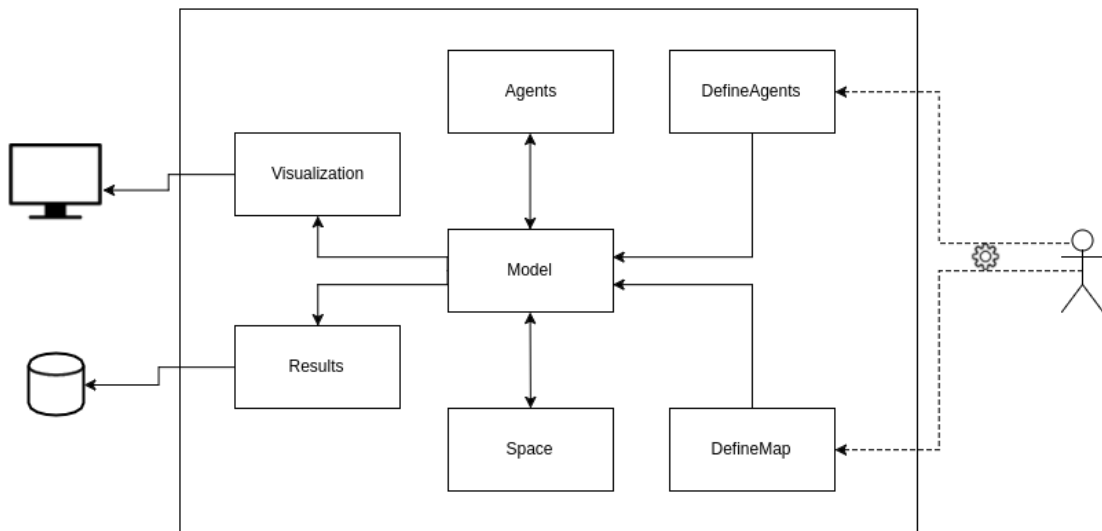 Agents
DefineAgents
Visualization
Model
Results
Space
DefineMap